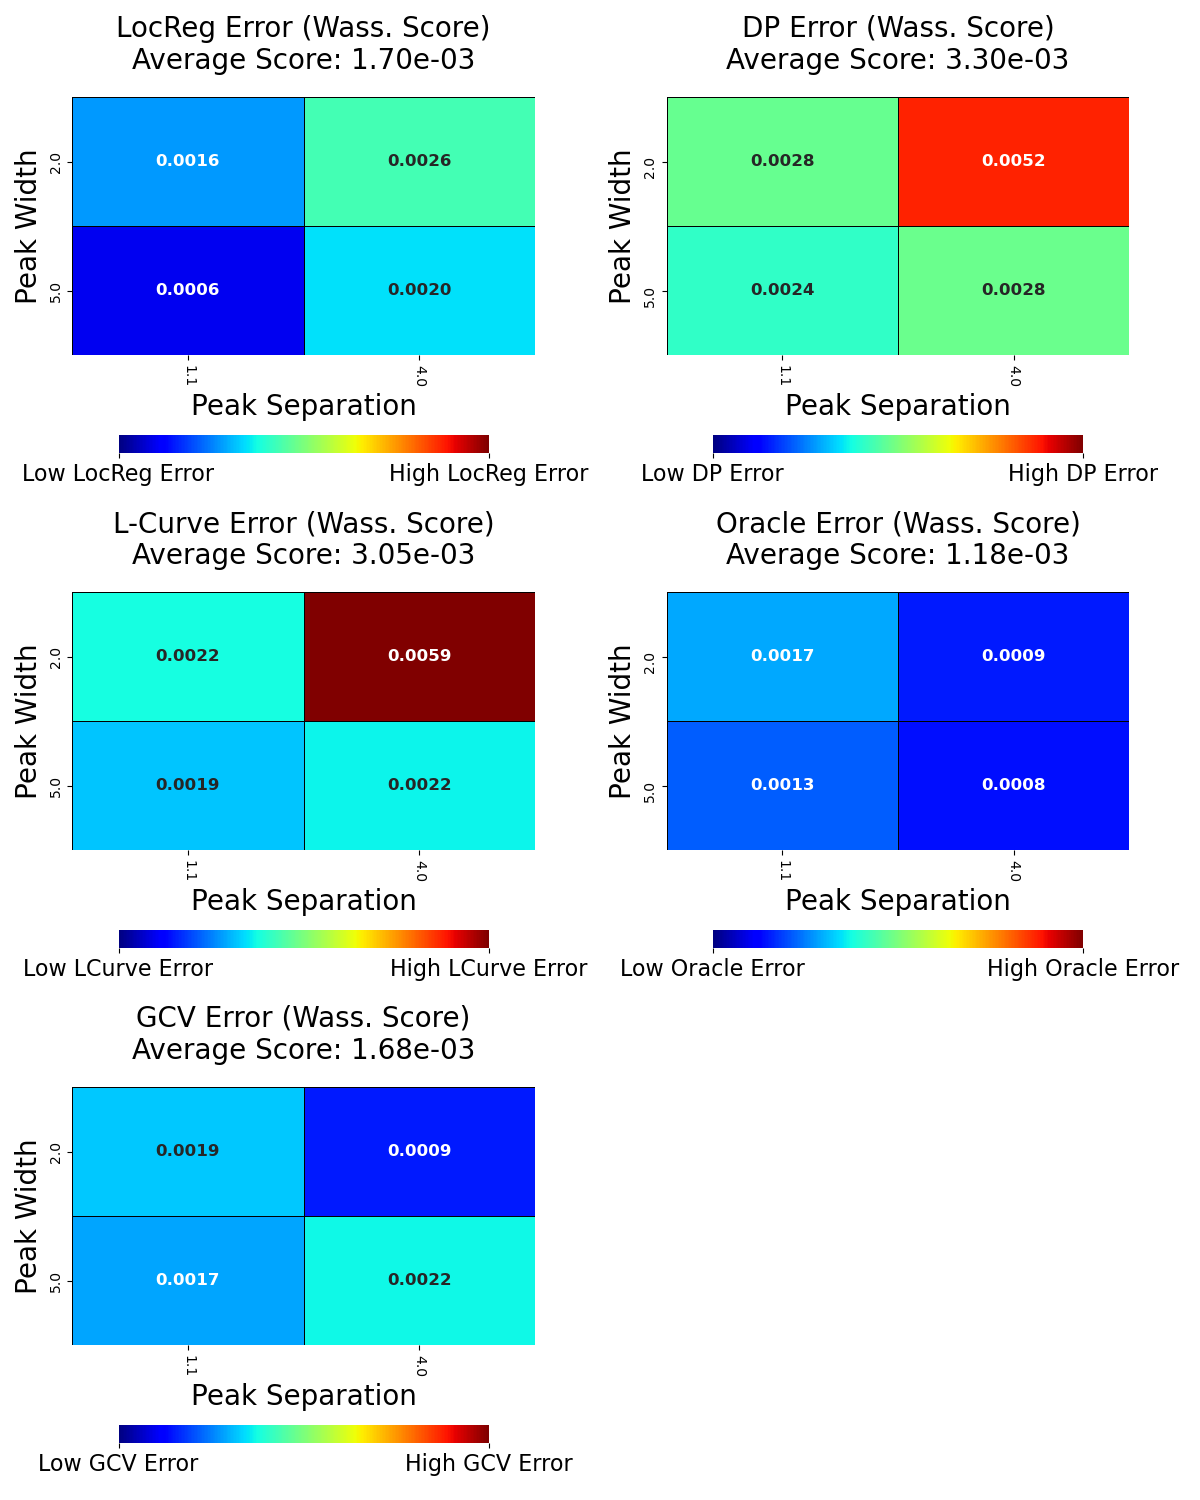 LocReg Error (Wass. Score)
Average Score: 1.70e-03
Peak Width
2.0
5.0
0.0016
0.0026
0.0006
0.0020
1.1
4.0
Peak Separation
Low LocReg Error
High LocReg Error
DP Error (Wass. Score)
Average Score: 3.30e-03
Peak Width
2.0
5.0
0.0028
0.0052
0.0024
0.0028
1.1
4.0
Peak Separation
Low DP Error
High DP Error
L-Curve Error (Wass. Score)
Average Score: 3.05e-03
Peak Width
2.0
5.0
0.0022
0.0059
0.0019
0.0022
1.1
4.0
Peak Separation
Low LCurve Error
High LCurve Error
Oracle Error (Wass. Score)
Average Score: 1.18e-03
Peak Width
2.0
5.0
0.0017
0.0009
0.0013
0.0008
1.1
4.0
Peak Separation
Low Oracle Error
High Oracle Error
GCV Error (Wass. Score)
Average Score: 1.68e-03
Peak Width
2.0
5.0
0.0019
0.0009
0.0017
0.0022
1.1
4.0
Peak Separation
Low GCV Error
High GCV Error